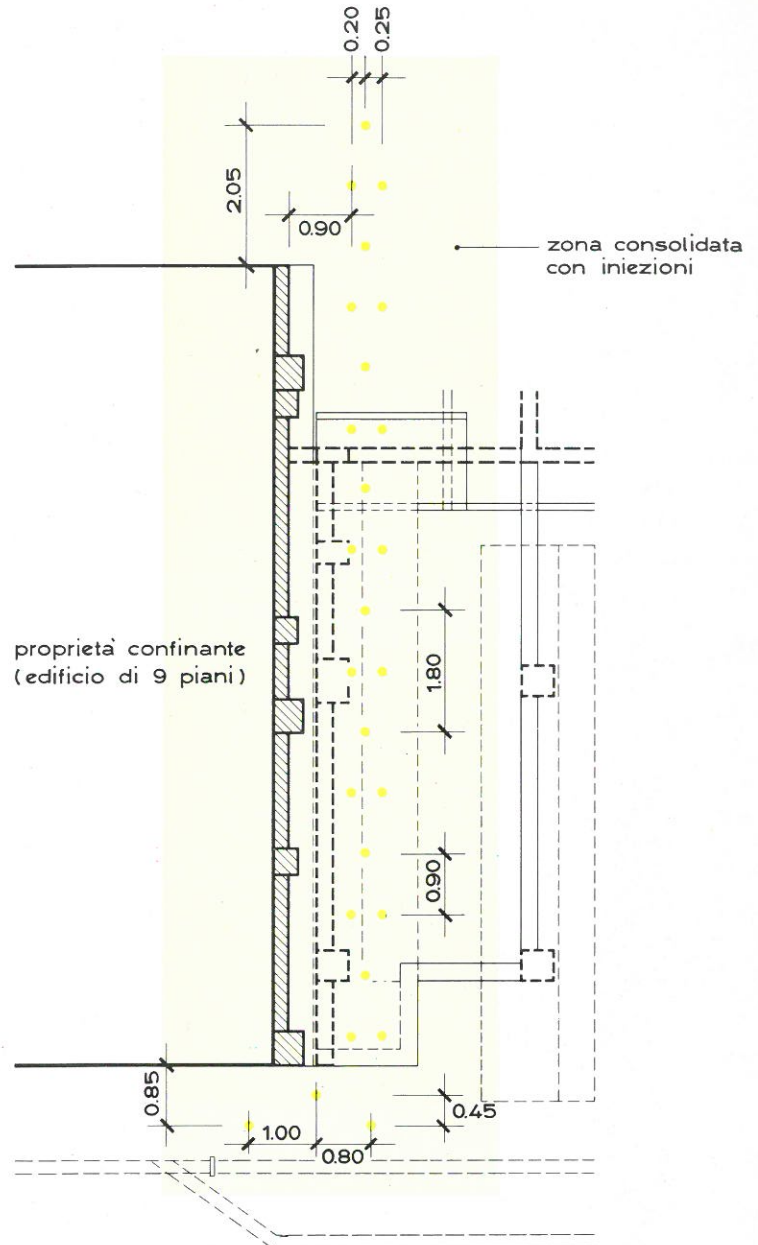 0.20
0.25
2.05
0.90
zona consolidata
con iniezioni
proprietà confinante
(edificio di 9 piani)
1.80
0.90
0.85
0.45
1.00
0.80